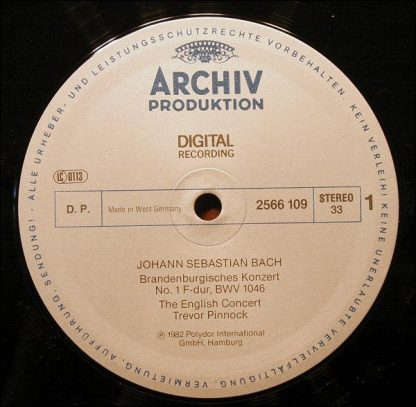 ALLE URHEBER- UND LEISTUNGSSCHUTZRECHTE VORBEHALTEN. KEIN VERLEIH! KEINE UNERLAUBTE VERVIELFÄLTIGUNG, VERMIETUNG, AUFFÜHRUNG, SENDUNG! ·
ARCHIV
PRODUKTION
DIGITAL
RECORDING
LC 0113
D. P. Made in West Germany 2566 109 STEREO 33 1
JOHANN SEBASTIAN BACH
Brandenburgisches Konzert
No. 1 F-dur, BWV 1046
The English Concert
Trevor Pinnock
℗ 1982 Polydor International
GmbH, Hamburg